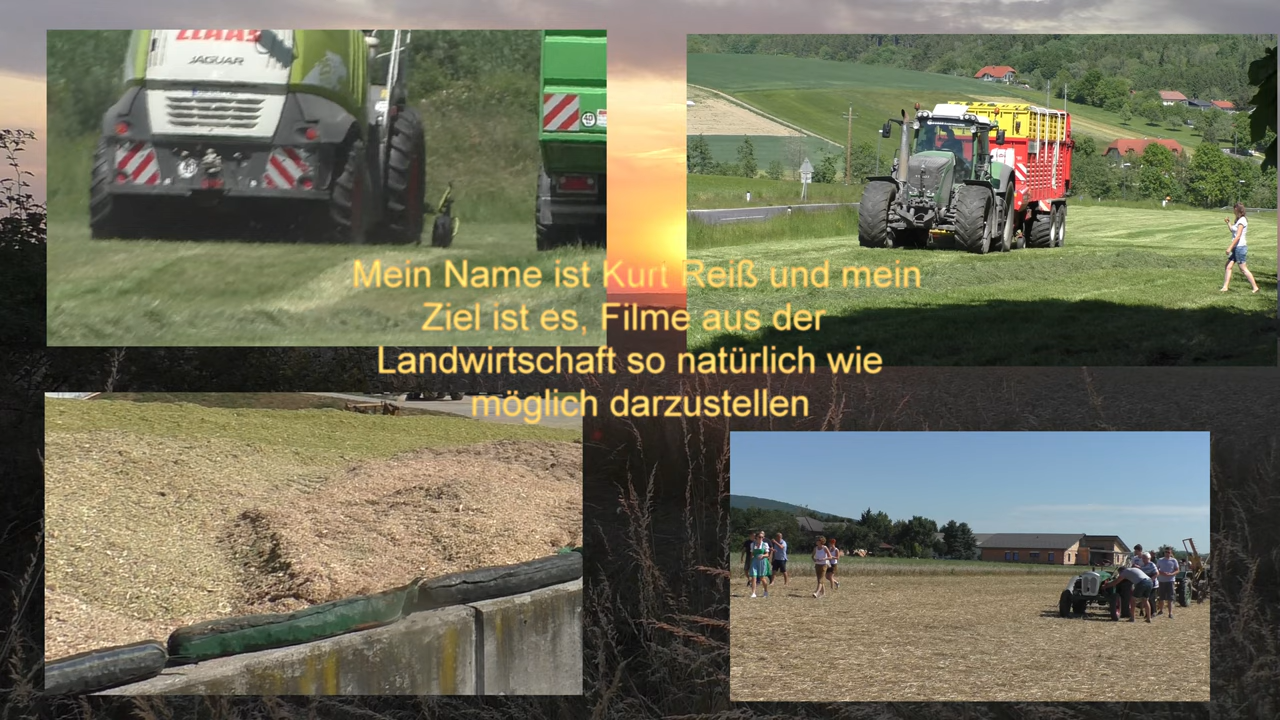 CLAAS
JAGUAR
40
Mein Name ist Kurt Reiß und mein
Ziel ist es, Filme aus der
Landwirtschaft so natürlich wie
möglich darzustellen